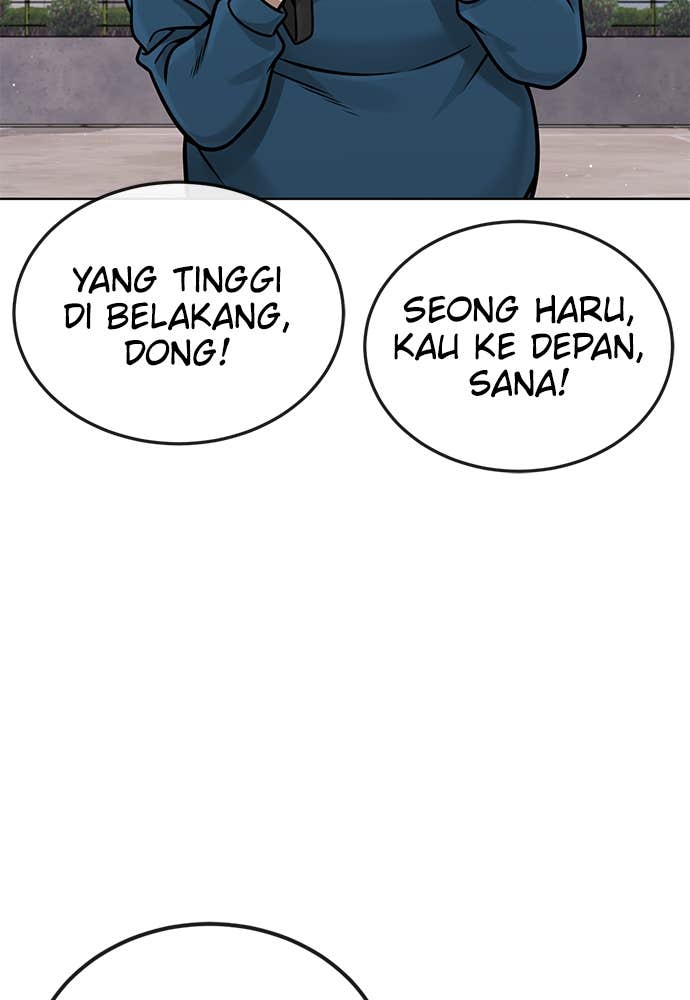 YANG TINGGI
DI BELAKANG,
DONG!
SEONG HARU,
KAU KE DEPAN,
SANA!